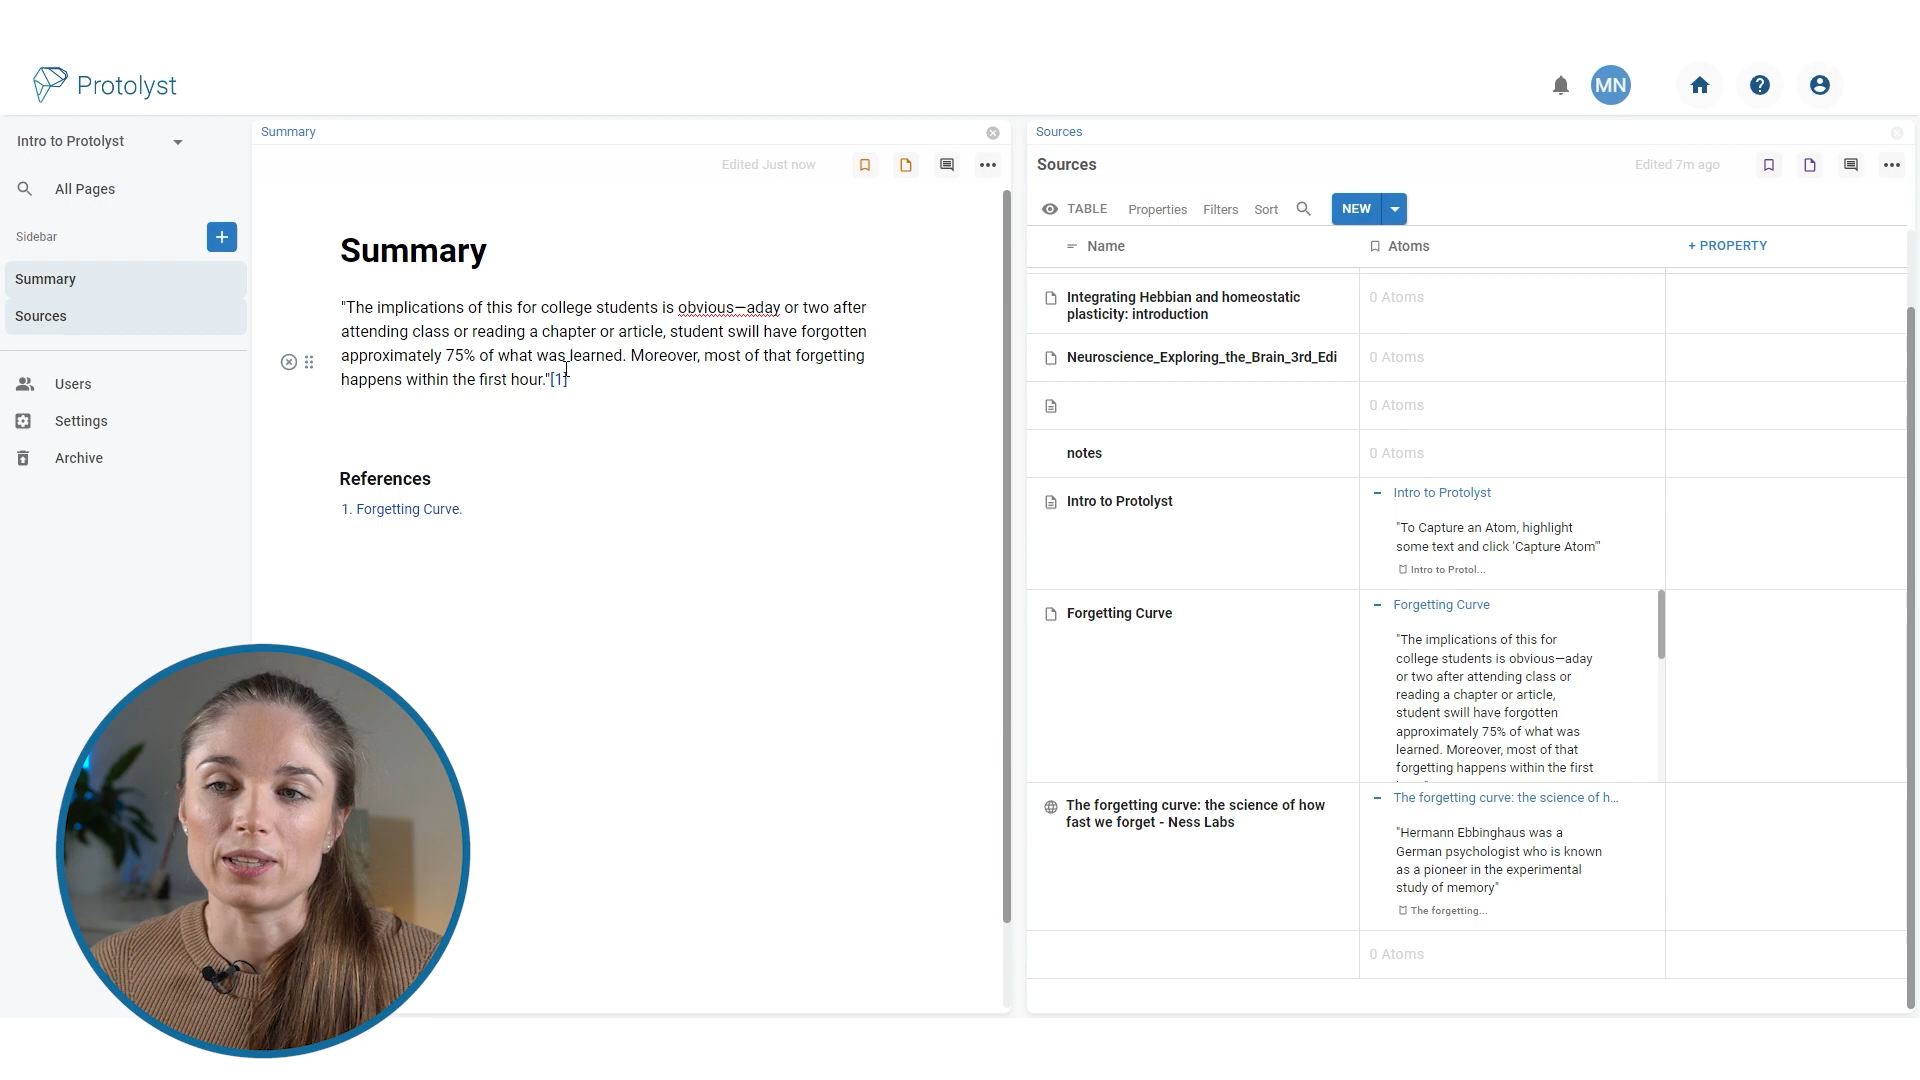 Protolyst
MN
Intro to Protolyst
All Pages
Sidebar
+
Summary
Sources
Users
Settings
Archive
Summary
Edited Just now
Summary
"The implications of this for college students is obvious—aday or two after
attending class or reading a chapter or article, student swill have forgotten
approximately 75% of what was learned. Moreover, most of that forgetting
happens within the first hour."[1]
References
1. Forgetting Curve.
Sources
Sources
Edited 7m ago
TABLE Properties Filters Sort NEW
Name Atoms + PROPERTY
Integrating Hebbian and homeostatic
plasticity: introduction
0 Atoms
Neuroscience_Exploring_the_Brain_3rd_Edi
0 Atoms
0 Atoms
notes
0 Atoms
Intro to Protolyst
Intro to Protolyst
"To Capture an Atom, highlight
some text and click 'Capture Atom'"
Intro to Protol...
Forgetting Curve
Forgetting Curve
"The implications of this for
college students is obvious—aday
or two after attending class or
reading a chapter or article,
student swill have forgotten
approximately 75% of what was
learned. Moreover, most of that
forgetting happens within the first
The forgetting curve: the science of how
fast we forget - Ness Labs
The forgetting curve: the science of h...
"Hermann Ebbinghaus was a
German psychologist who is known
as a pioneer in the experimental
study of memory"
The forgetting...
0 Atoms